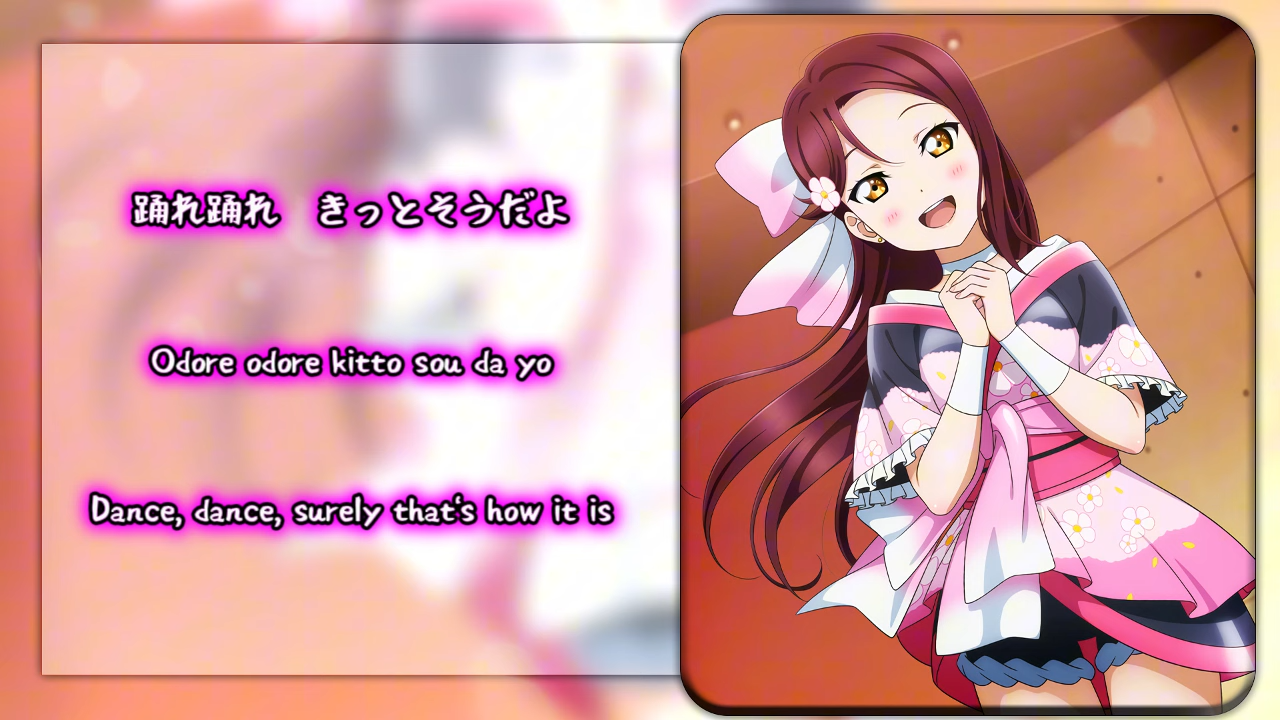 踊れ踊れ　きっとそうだよ
Odore odore kitto sou da yo
Dance, dance, surely that's how it is